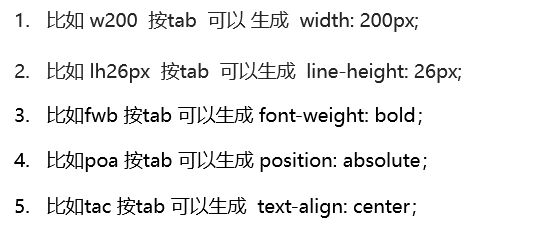 1. 比如 w200 按tab 可以 生成 width: 200px;
2. 比如 lh26px 按tab 可以生成 line-height: 26px;
3. 比如fwb 按tab 可以生成 font-weight: bold；
4. 比如poa 按tab 可以生成 position: absolute；
5. 比如tac 按tab 可以生成 text-align: center；